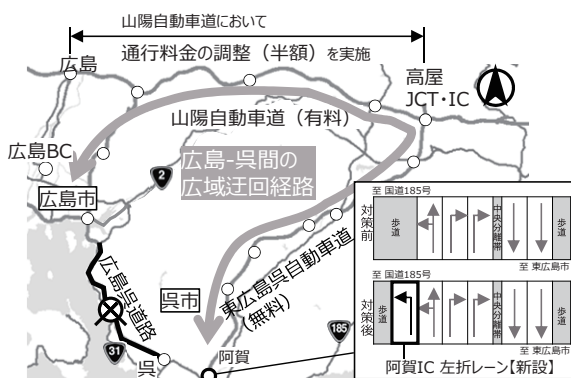 山陽自動車道において
通行料金の調整（半額）を実施
広島
高屋
JCT・IC
山陽自動車道（有料）
広島BC
広島-呉間の
広域迂回経路
2
広島市
広島呉道路
呉市
東広島呉自動車道
（無料）
31
呉
阿賀
185
至 国道185号
対策前
歩道
中央分離帯
歩道
至 東広島市
至 国道185号
対策後
歩道
中央分離帯
歩道
至 東広島市
阿賀IC 左折レーン【新設】